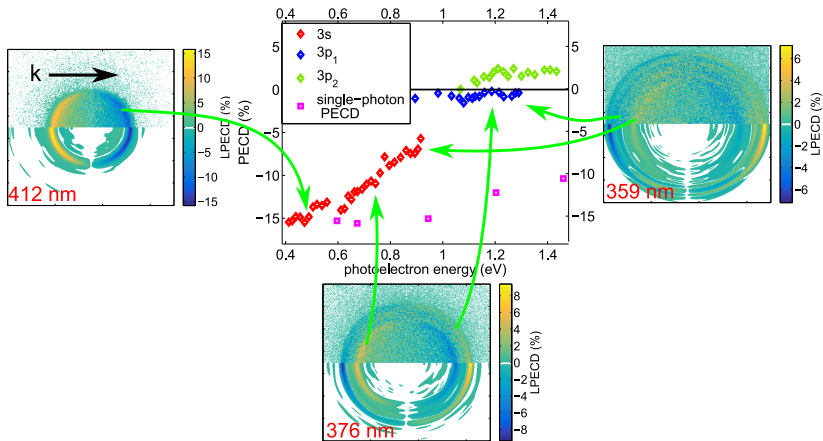 0.4 0.6 0.8 1 1.2 1.4
3s
3p1
3p2
single-photon
PECD
5
0
−5
−10
−15
5
0
−5
−10
−15
PECD (%)
0.4 0.6 0.8 1 1.2 1.4
photoelectron energy (eV)
k
412 nm
15
10
5
0
−5
−10
−15
LPECD (%)
359 nm
6
4
2
0
−2
−4
−6
LPECD (%)
376 nm
8
6
4
2
0
−2
−4
−6
−8
LPECD (%)